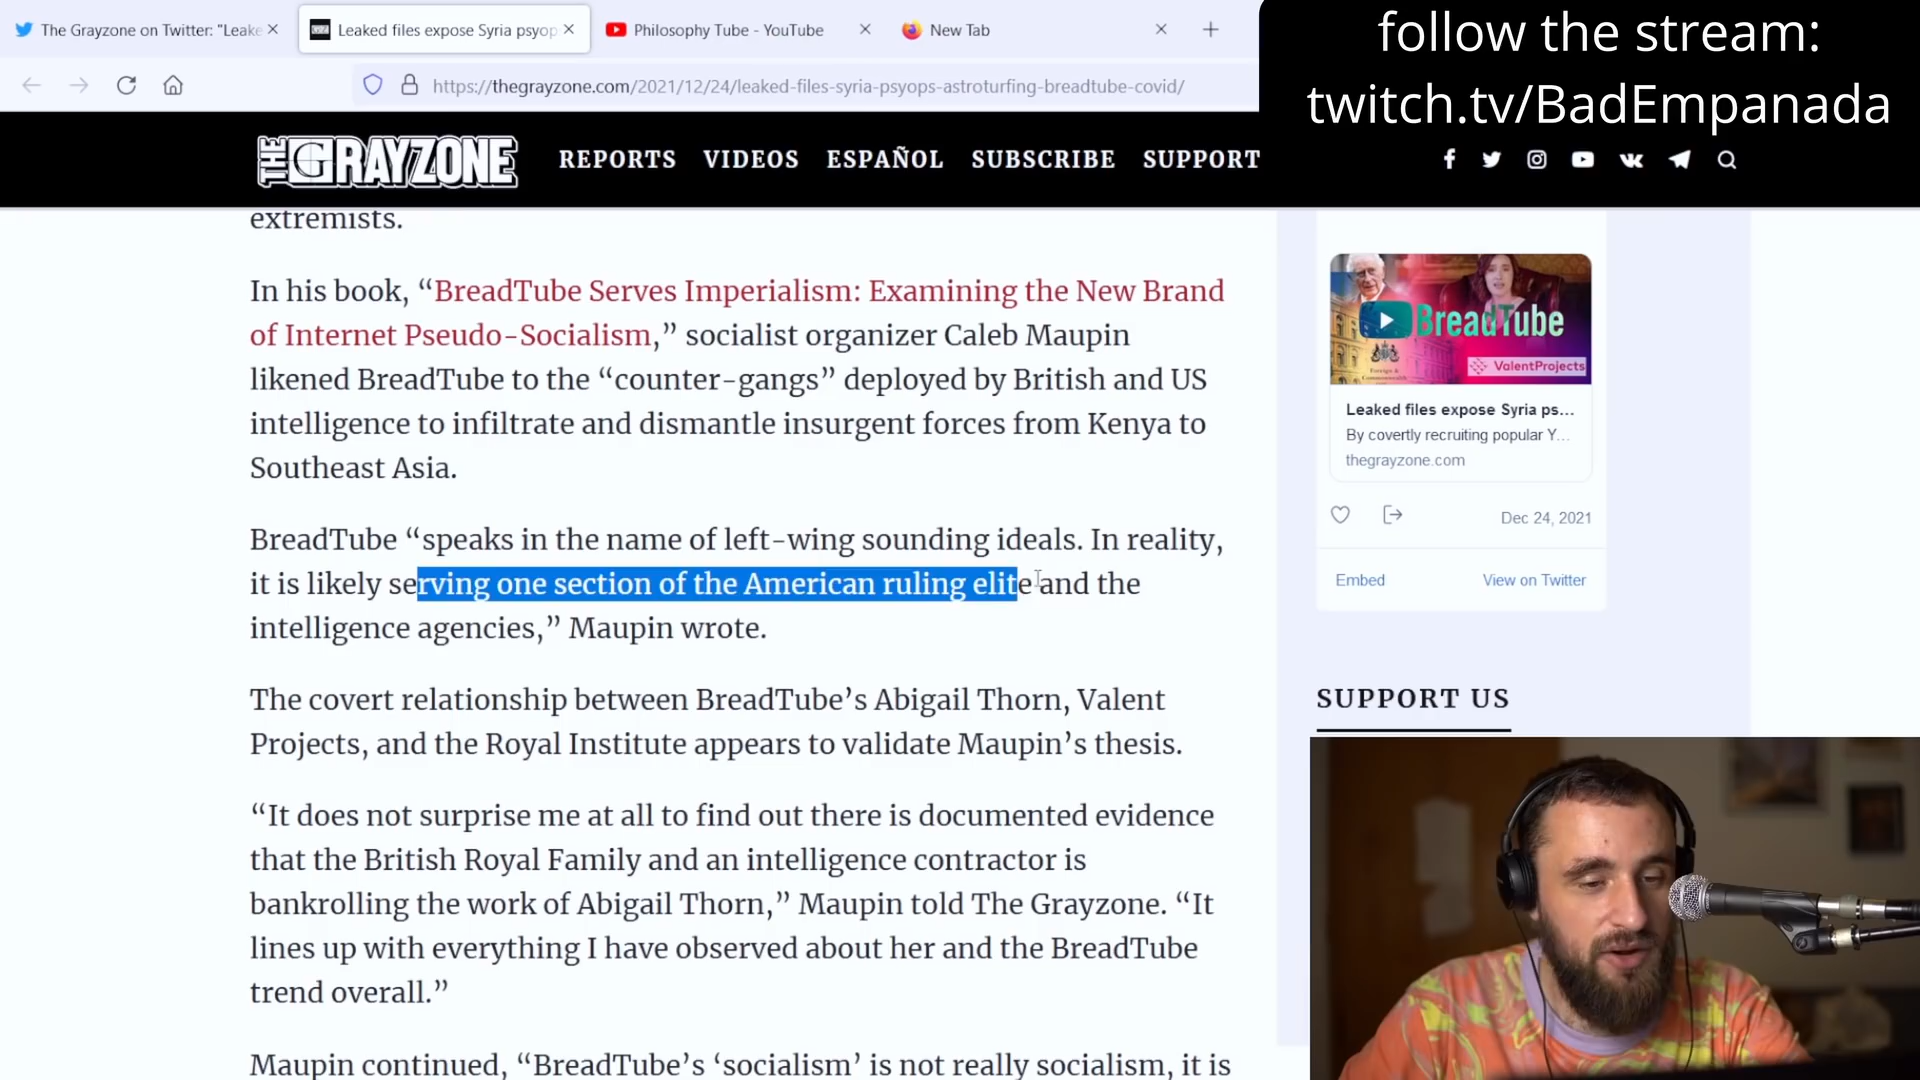 The Grayzone on Twitter: "Leake
Leaked files expose Syria psyop
Philosophy Tube - YouTube
New Tab
follow the stream:
twitch.tv/BadEmpanada
https://thegrayzone.com/2021/12/24/leaked-files-syria-psyops-astroturfing-breadtube-covid/
THE GRAYZONE
REPORTS VIDEOS ESPAÑOL SUBSCRIBE SUPPORT
extremists.
In his book, “BreadTube Serves Imperialism: Examining the New Brand
of Internet Pseudo-Socialism,” socialist organizer Caleb Maupin
likened BreadTube to the “counter-gangs” deployed by British and US
intelligence to infiltrate and dismantle insurgent forces from Kenya to
Southeast Asia.
BreadTube “speaks in the name of left-wing sounding ideals. In reality,
it is likely serving one section of the American ruling elite and the
intelligence agencies,” Maupin wrote.
The covert relationship between BreadTube’s Abigail Thorn, Valent
Projects, and the Royal Institute appears to validate Maupin’s thesis.
“It does not surprise me at all to find out there is documented evidence
that the British Royal Family and an intelligence contractor is
bankrolling the work of Abigail Thorn,” Maupin told The Grayzone. “It
lines up with everything I have observed about her and the BreadTube
trend overall.”
Maupin continued, “BreadTube’s ‘socialism’ is not really socialism, it is
BreadTube
Foreign &
Commonwealth
ValentProjects
Leaked files expose Syria ps...
By covertly recruiting popular Y...
thegrayzone.com
Dec 24, 2021
Embed
View on Twitter
SUPPORT US